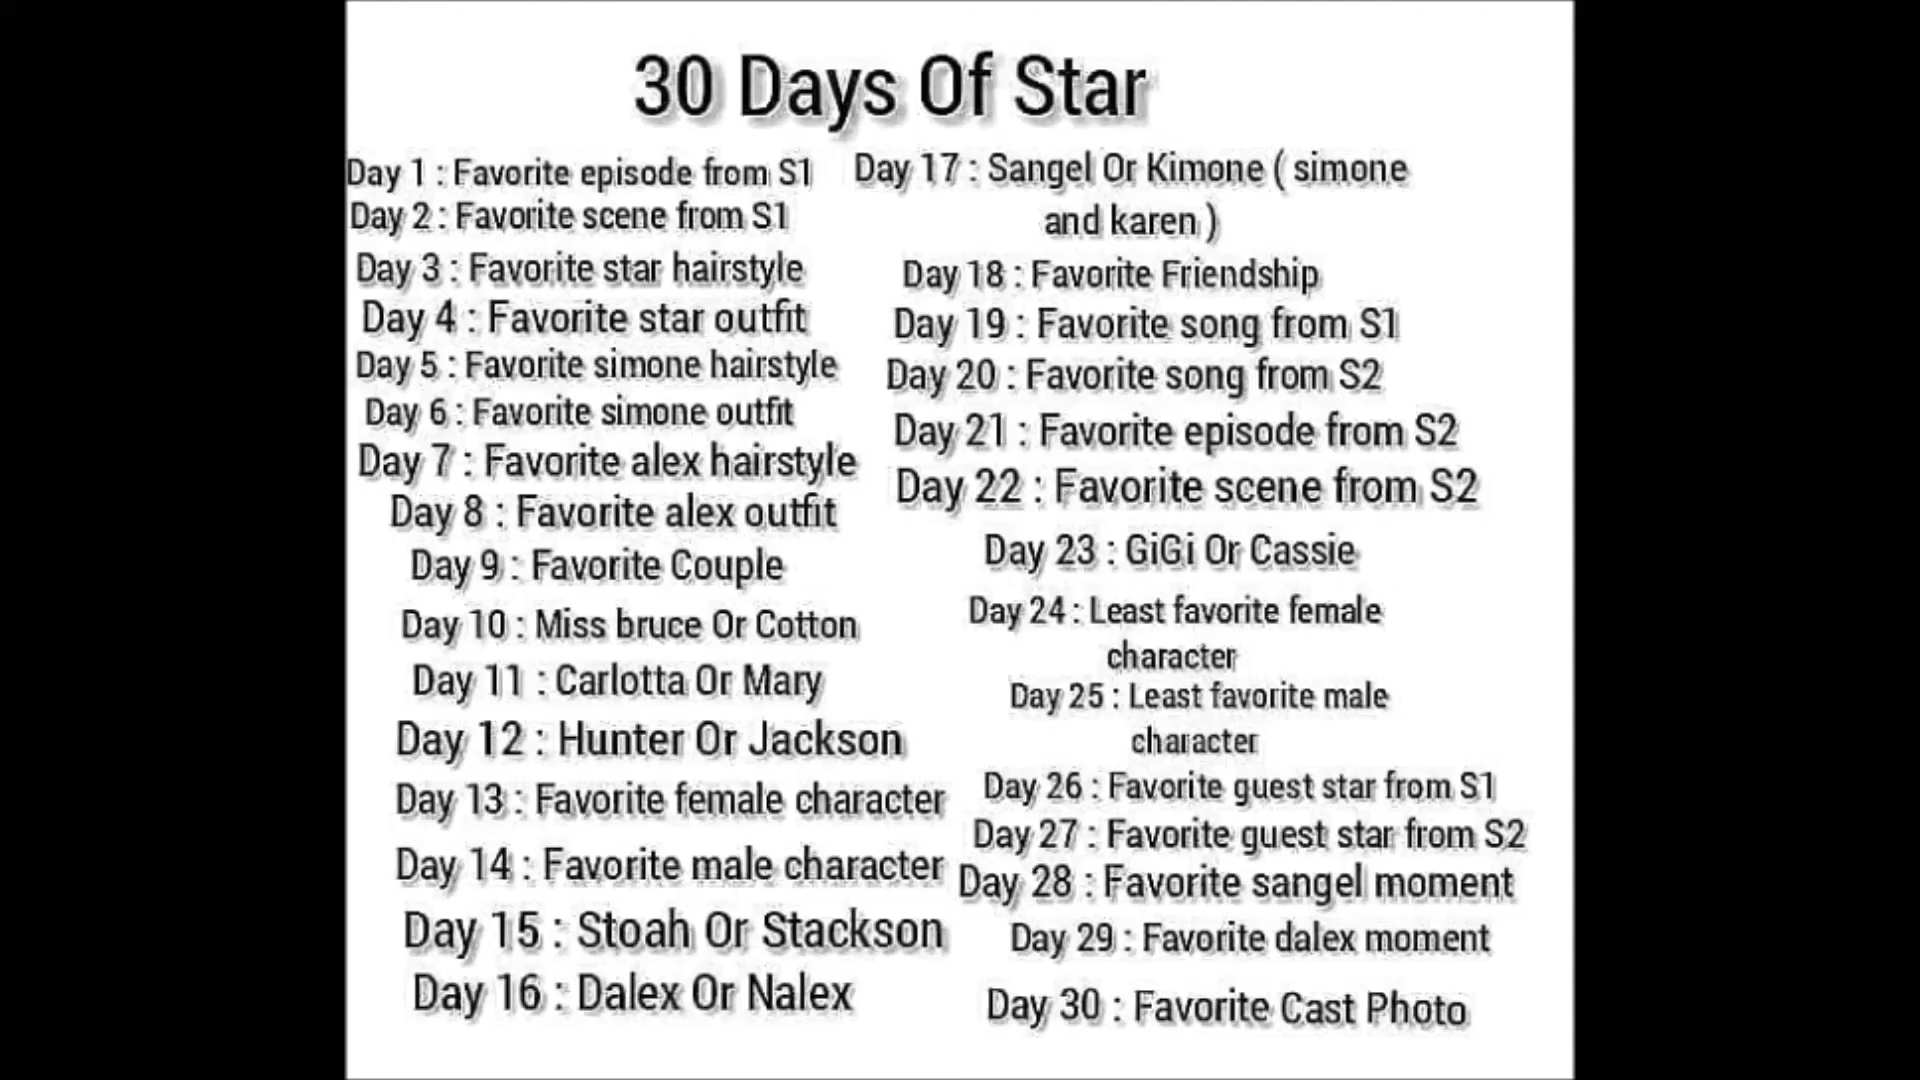 30 Days Of Star
Day 1 : Favorite episode from S1
Day 2 : Favorite scene from S1
Day 3 : Favorite star hairstyle
Day 4 : Favorite star outfit
Day 5 : Favorite simone hairstyle
Day 6 : Favorite simone outfit
Day 7 : Favorite alex hairstyle
Day 8 : Favorite alex outfit
Day 9 : Favorite Couple
Day 10 : Miss bruce Or Cotton
Day 11 : Carlotta Or Mary
Day 12 : Hunter Or Jackson
Day 13 : Favorite female character
Day 14 : Favorite male character
Day 15 : Stoah Or Stackson
Day 16 : Dalex Or Nalex
Day 17 : Sangel Or Kimone ( simone
and karen )
Day 18 : Favorite Friendship
Day 19 : Favorite song from S1
Day 20 : Favorite song from S2
Day 21 : Favorite episode from S2
Day 22 : Favorite scene from S2
Day 23 : GiGi Or Cassie
Day 24 : Least favorite female
character
Day 25 : Least favorite male
character
Day 26 : Favorite guest star from S1
Day 27 : Favorite guest star from S2
Day 28 : Favorite sangel moment
Day 29 : Favorite dalex moment
Day 30 : Favorite Cast Photo